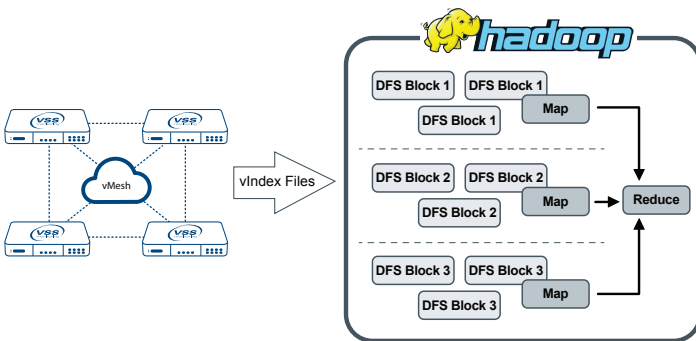 hadoop
DFS Block 1
DFS Block 1
Map
DFS Block 1
VSS
VSS
vMesh
vIndex Files
DFS Block 2
DFS Block 2
Map
Reduce
DFS Block 2
VSS
VSS
DFS Block 3
DFS Block 3
Map
DFS Block 3